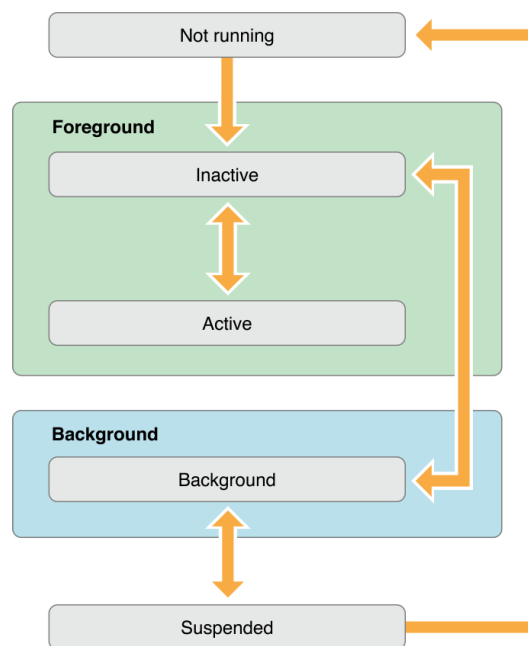 Not running
Foreground
Inactive
Active
Background
Background
Suspended